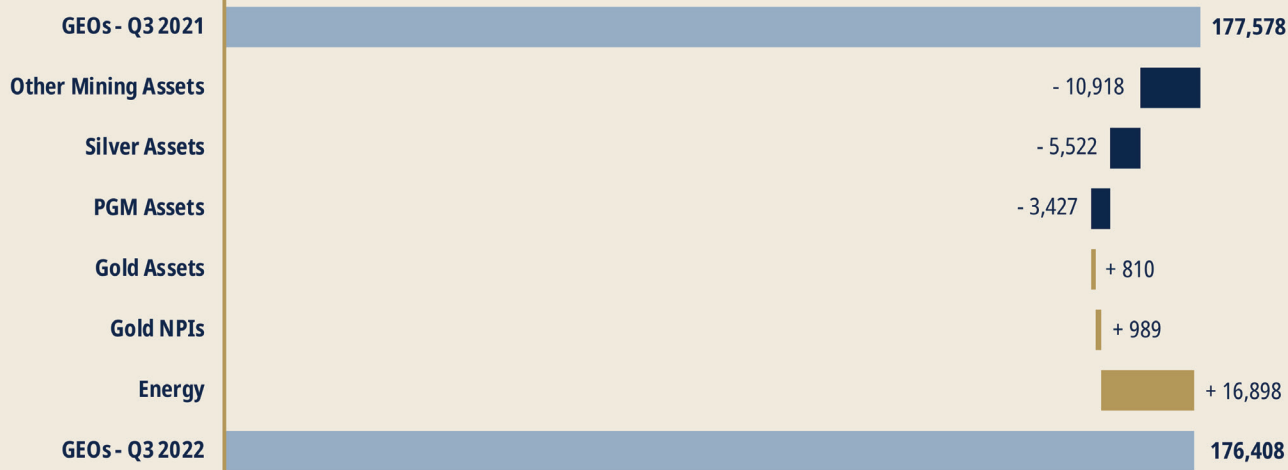 GEOs - Q3 2021 177,578
Other Mining Assets - 10,918
Silver Assets - 5,522
PGM Assets - 3,427
Gold Assets + 810
Gold NPIs + 989
Energy + 16,898
GEOs - Q3 2022 176,408